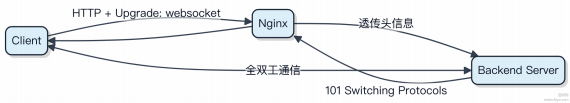 HTTP + Upgrade: websocket
Nginx
透传头信息
Client
全双工通信
Backend Server
101 Switching Protocols